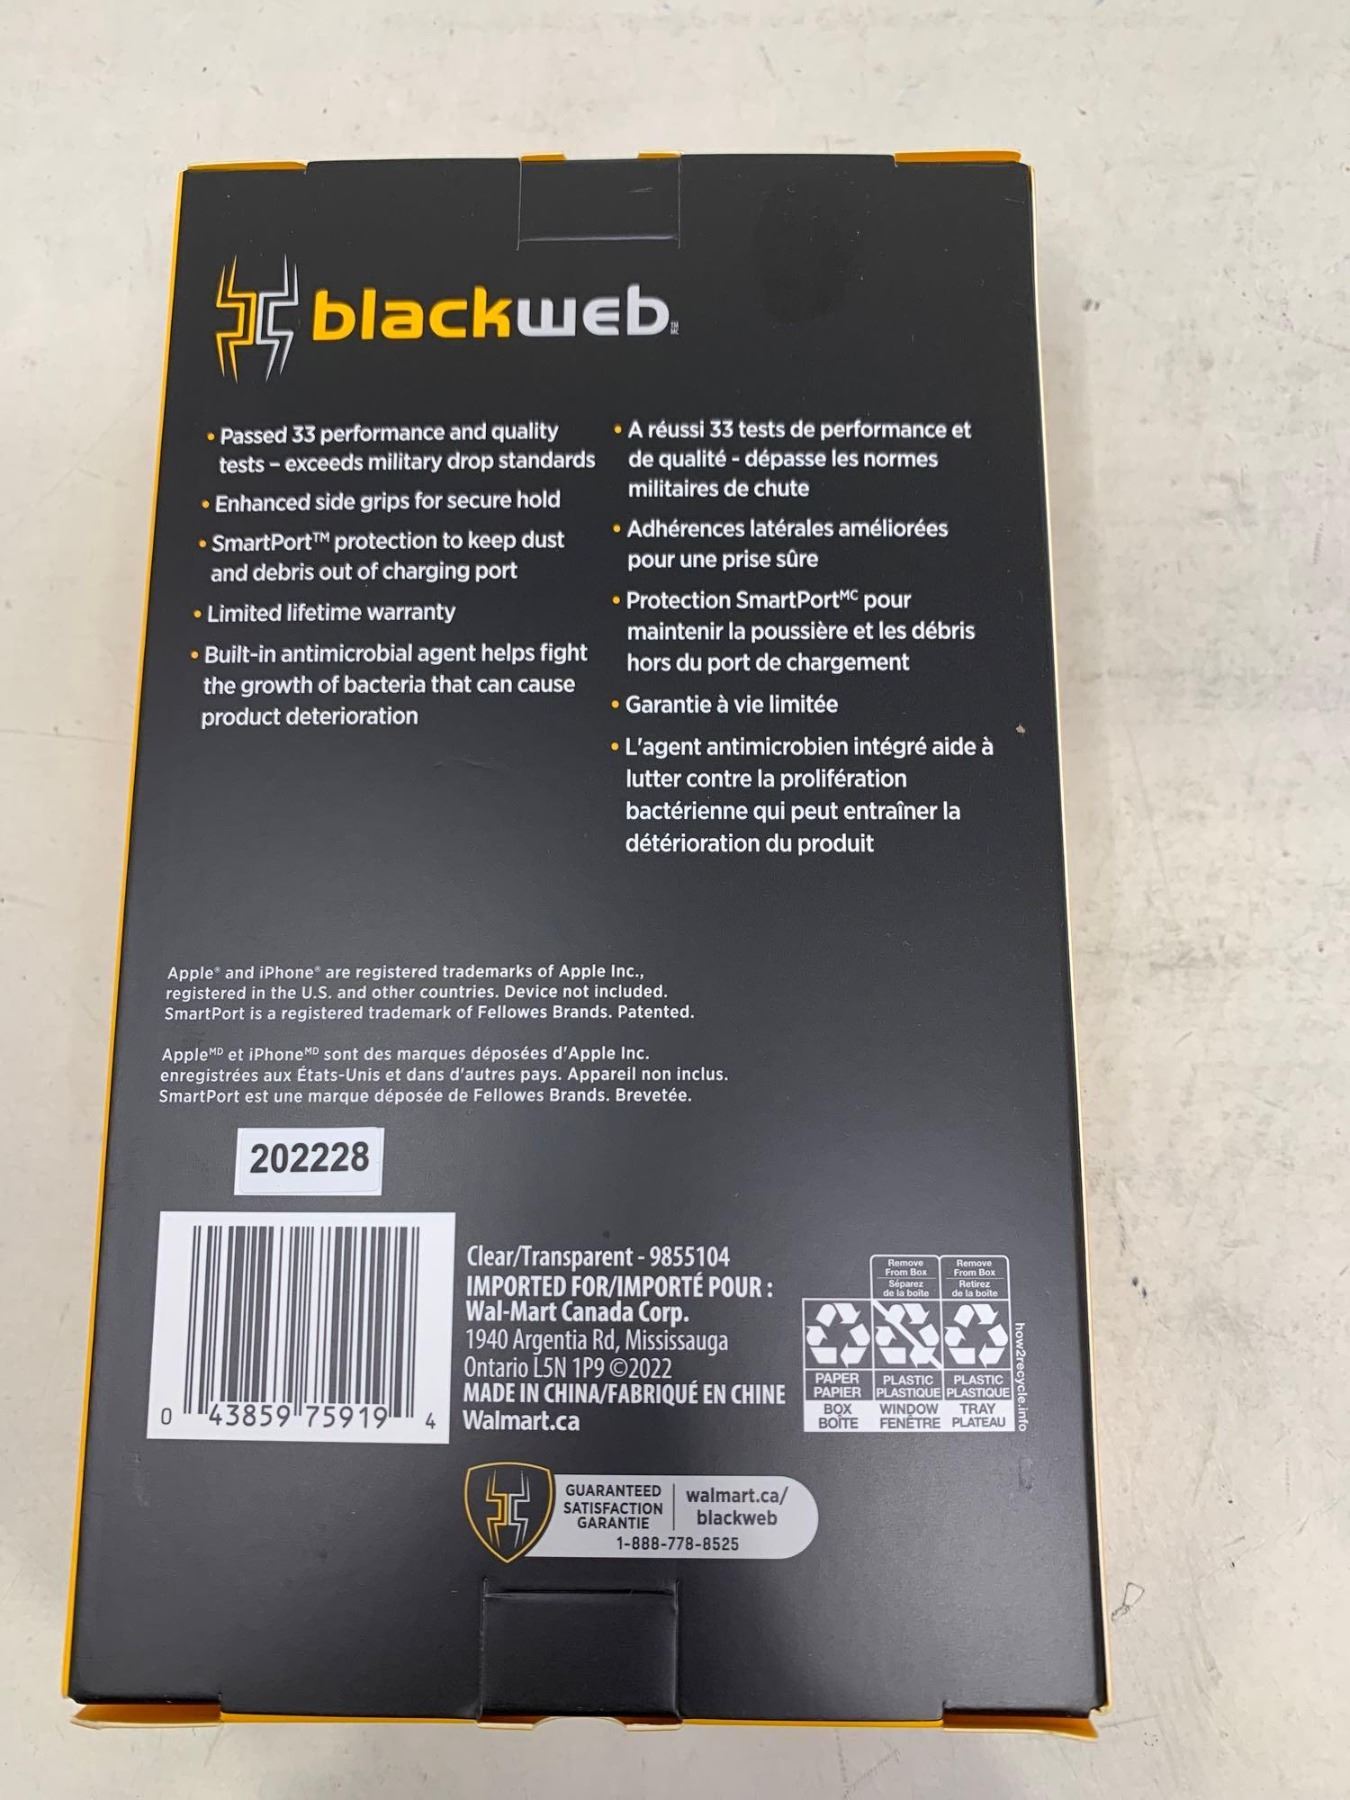 blackweb
TM
MC
• Passed 33 performance and quality
tests – exceeds military drop standards
• Enhanced side grips for secure hold
• SmartPort™ protection to keep dust
and debris out of charging port
• Limited lifetime warranty
• Built-in antimicrobial agent helps fight
the growth of bacteria that can cause
product deterioration
• A réussi 33 tests de performance et
de qualité - dépasse les normes
militaires de chute
• Adhérences latérales améliorées
pour une prise sûre
• Protection SmartPortᴹᶜ pour
maintenir la poussière et les débris
hors du port de chargement
• Garantie à vie limitée
• L'agent antimicrobien intégré aide à
lutter contre la prolifération
bactérienne qui peut entraîner la
détérioration du produit
Apple® and iPhone® are registered trademarks of Apple Inc.,
registered in the U.S. and other countries. Device not included.
SmartPort is a registered trademark of Fellowes Brands. Patented.
Appleᴹᴰ et iPhoneᴹᴰ sont des marques déposées d'Apple Inc.
enregistrées aux États-Unis et dans d'autres pays. Appareil non inclus.
SmartPort est une marque déposée de Fellowes Brands. Brevetée.
202228
0 43859 75919 4
Clear/Transparent - 9855104
IMPORTED FOR/IMPORTÉ POUR :
Wal-Mart Canada Corp.
1940 Argentia Rd, Mississauga
Ontario L5N 1P9 ©2022
MADE IN CHINA/FABRIQUÉ EN CHINE
Walmart.ca
Remove
From Box
Séparez
de la boîte
Remove
From Box
Retirez
de la boîte
PAPER
PAPIER
BOX
BOÎTE
PLASTIC
PLASTIQUE
WINDOW
FENÊTRE
PLASTIC
PLASTIQUE
TRAY
PLATEAU
how2recycle.info
GUARANTEED
SATISFACTION
GARANTIE
walmart.ca/
blackweb
1-888-778-8525